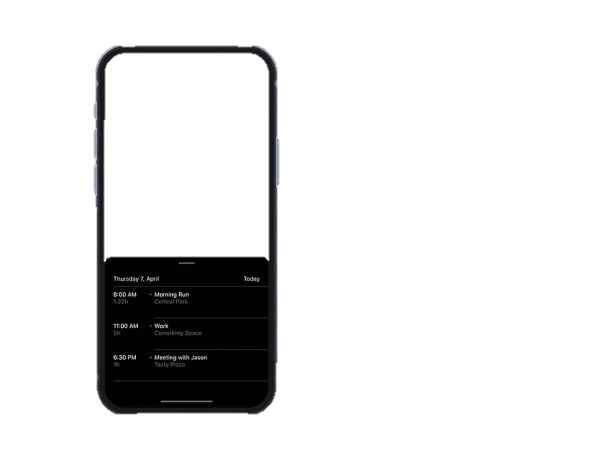 Thursday 7, April Today
8:00 AM Morning Run
1.20h Central Park
11:00 AM Work
5h Coworking Space
6:30 PM Meeting with Jason
1h Tasty Pizza